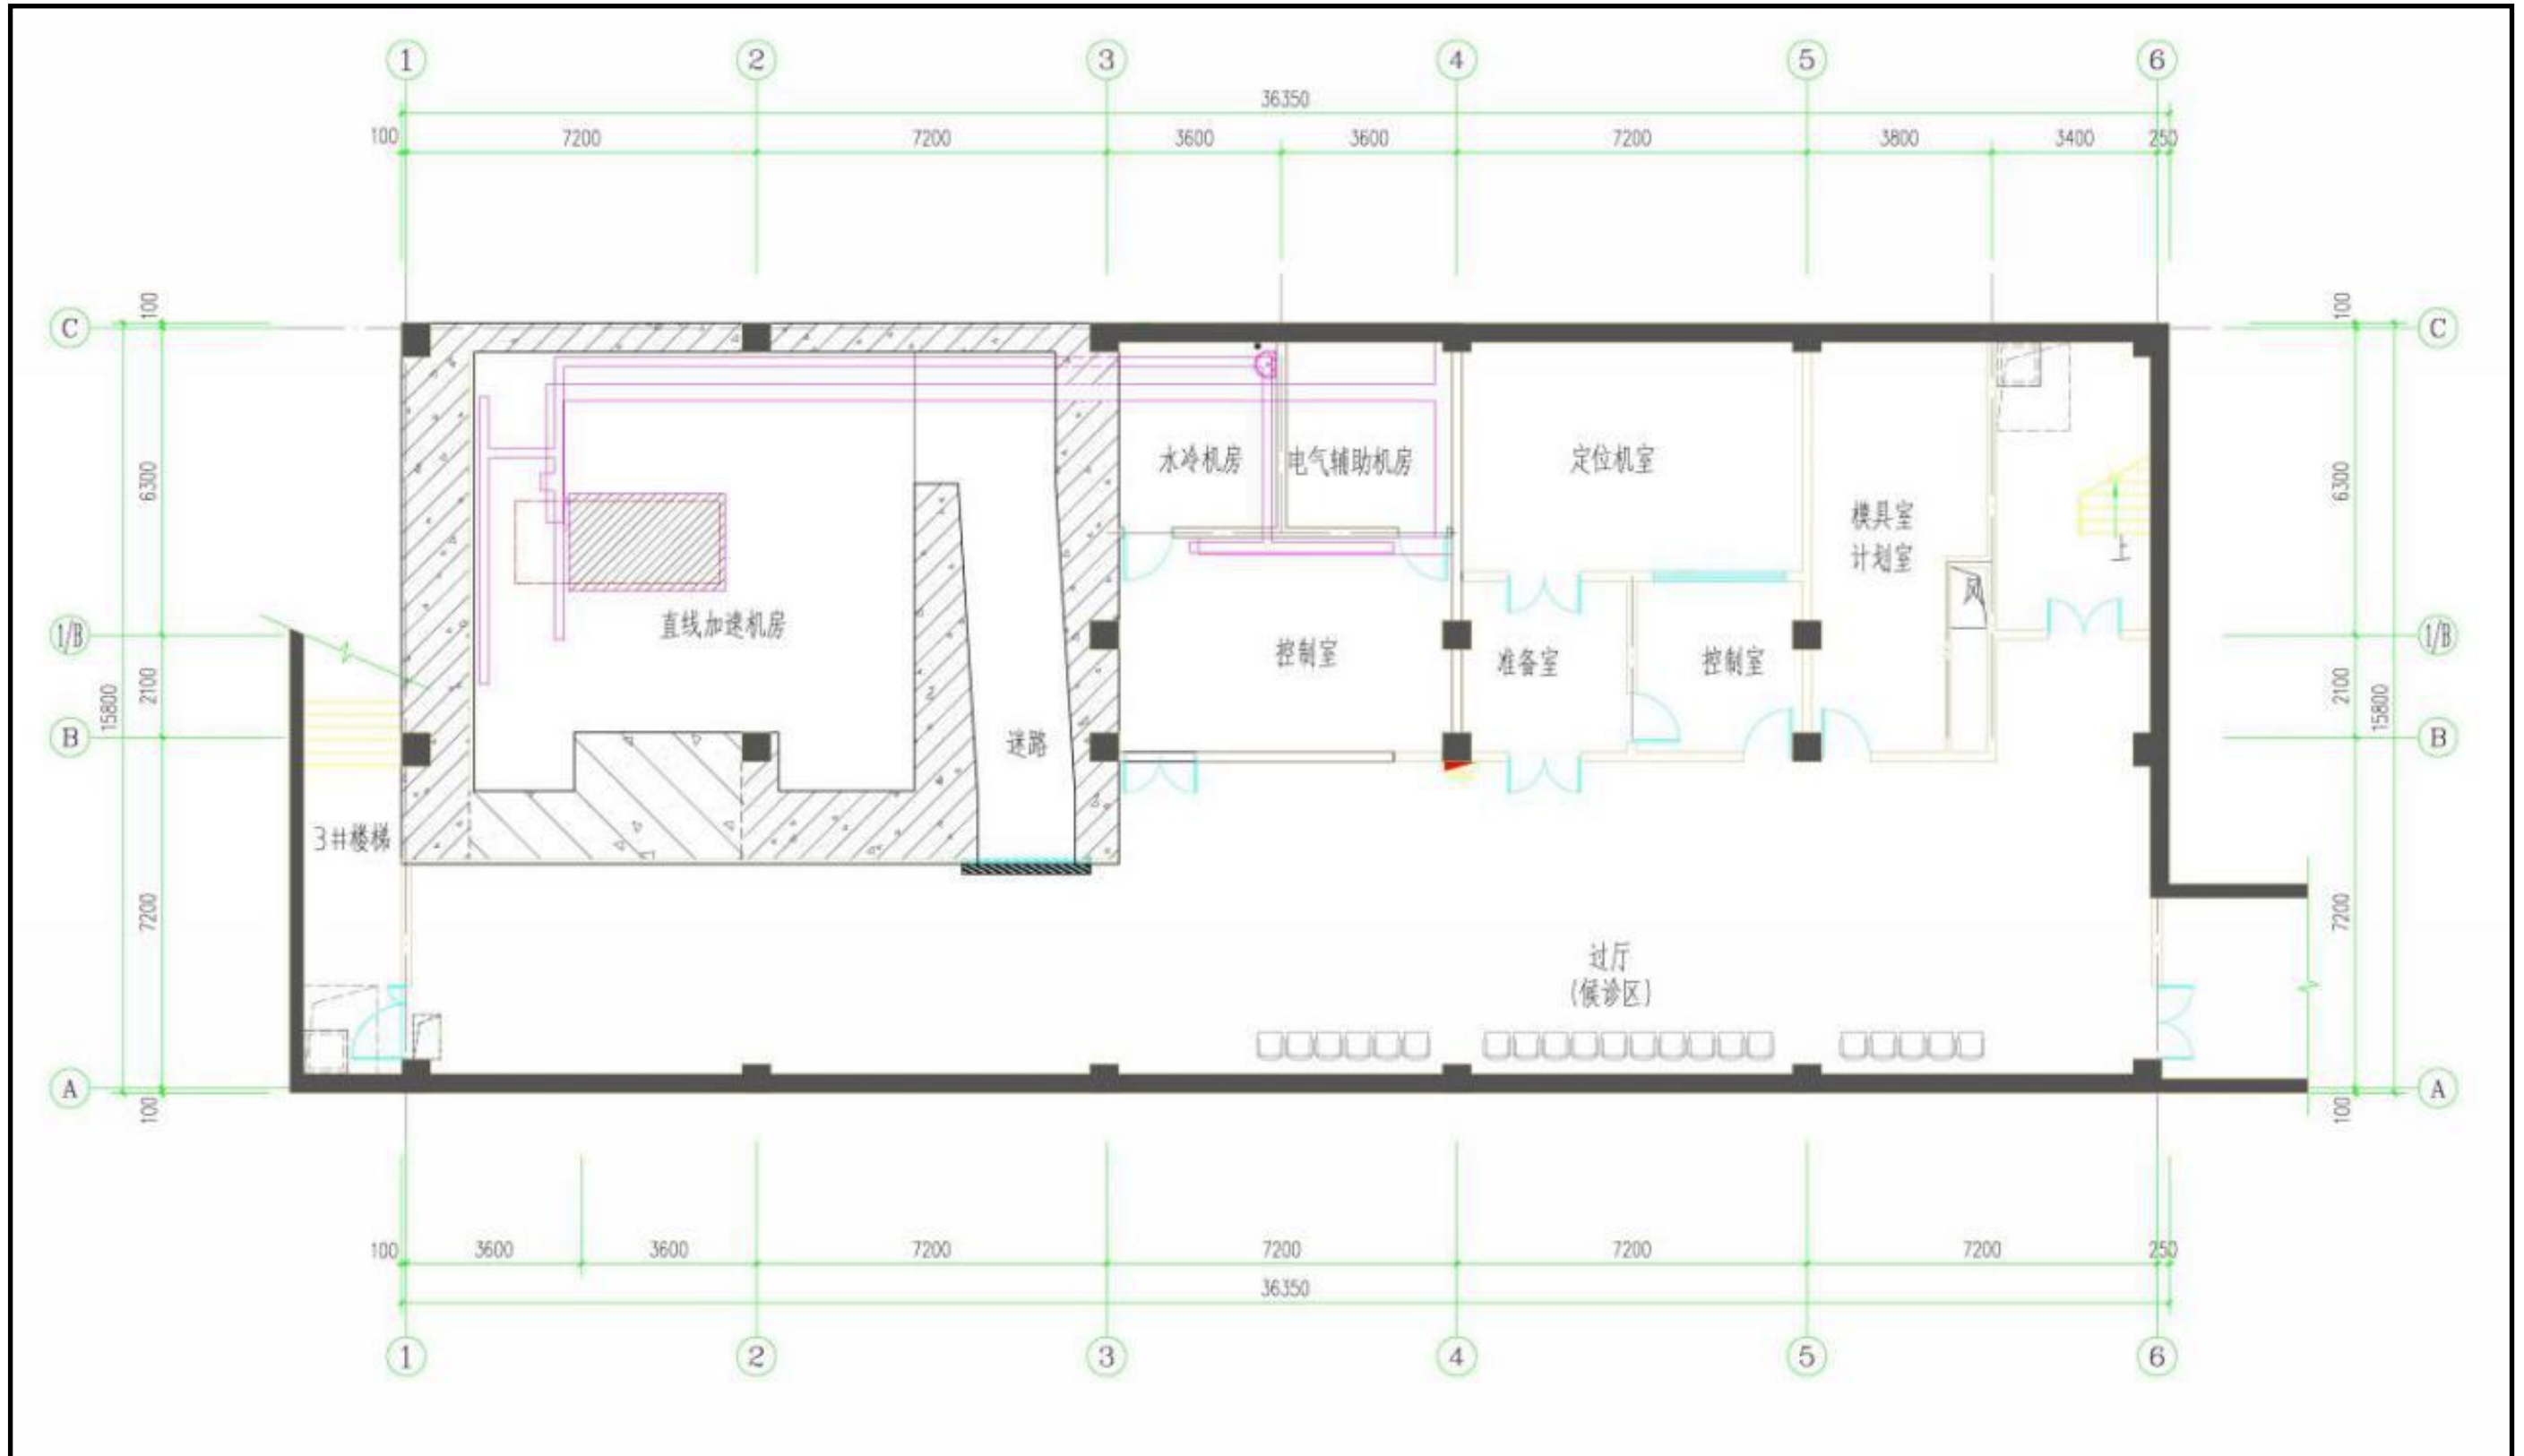 1 2 3 4 5 6
36350
100 7200 7200 3600 3600 7200 3800 3400 250
C 100 100 C
6300 6300
水冷机房 电气辅助机房 定位机室
模具室
计划室
上
风
直线加速机房
1/B 1/B
控制室 准备室 控制室
2100 2100
15800 15800
B B
迷路
3#楼梯
7200 7200
过厅
(候诊区)
A 100 100 A
100 3600 3600 7200 7200 7200 7200 250
36350
1 2 3 4 5 6